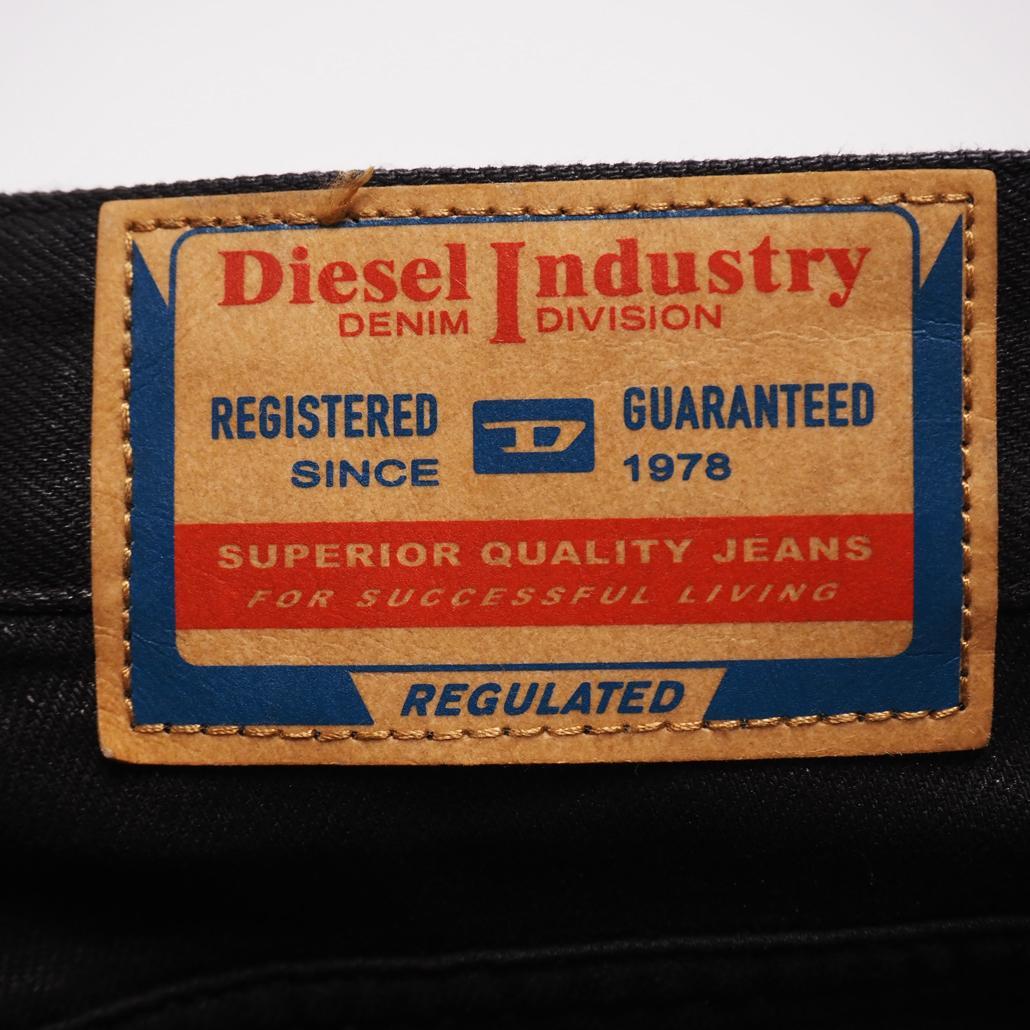 Diesel Industry
DENIM DIVISION
REGISTERED D GUARANTEED
SINCE 1978
SUPERIOR QUALITY JEANS
FOR SUCCESSFUL LIVING
REGULATED